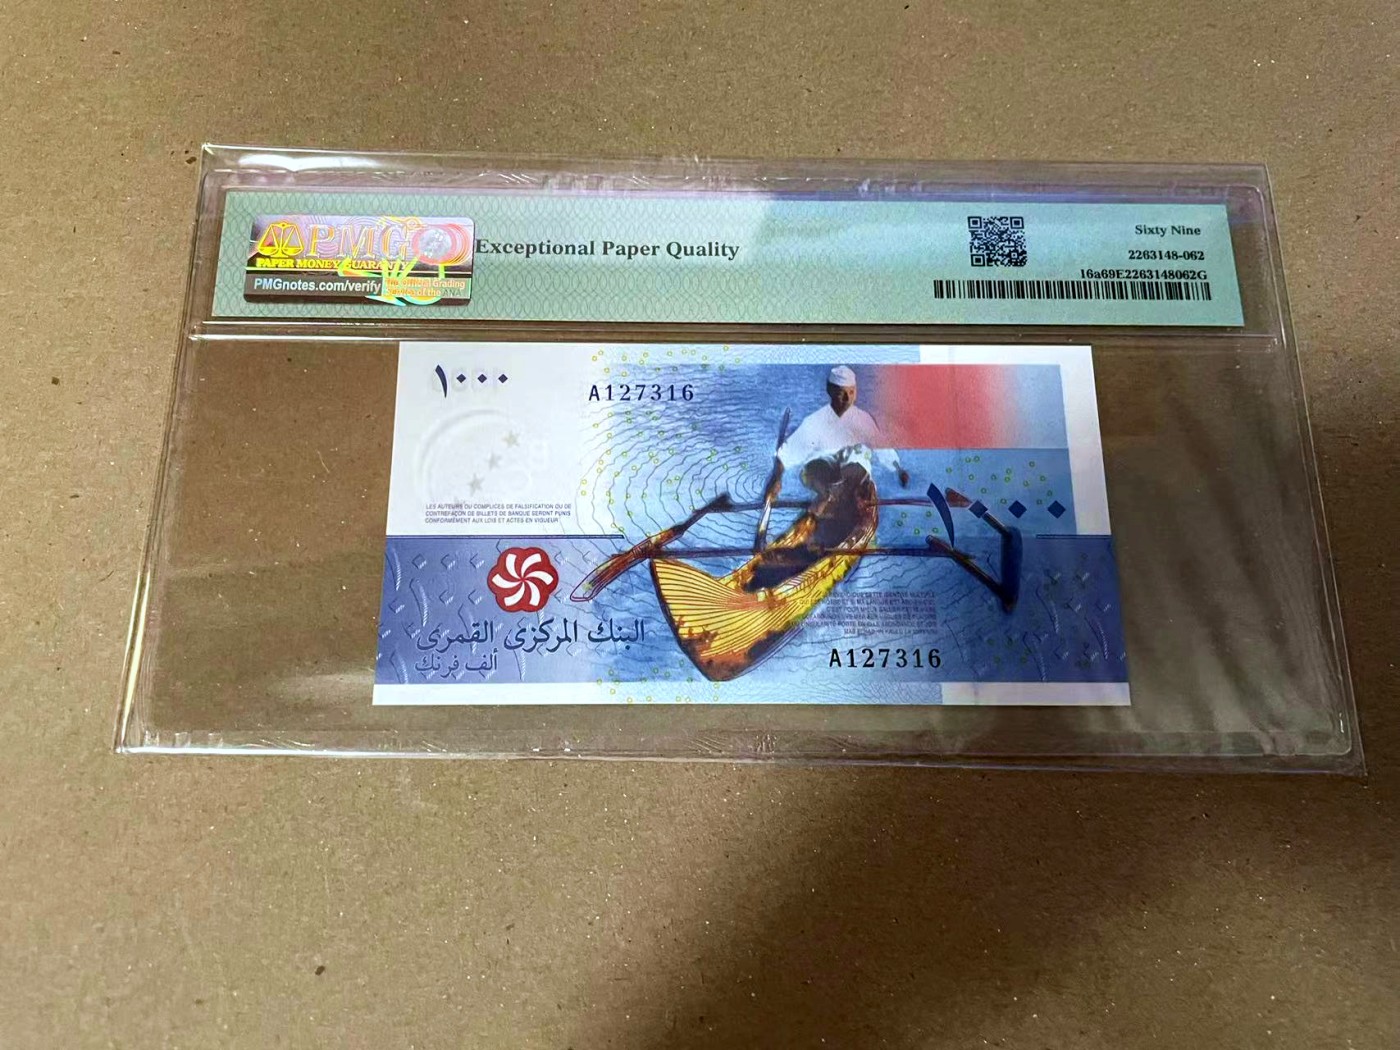 PMG
PAPER MONEY GUARANTY
PMGnotes.com/verify
Exceptional Paper Quality
Sixty Nine
2263148-062
16a69E2263148062G
١٠٠٠
A127316
LES AUTEURS OU COMPLICES DE FALSIFICATION OU DE
CONTREFAÇON DE BILLETS DE BANQUE SERONT PUNIS
CONFORMÉMENT AUX LOIS ET ACTES EN VIGUEUR
١٠٠٠
البنك المركزي القمري
ألف فرنك
A127316